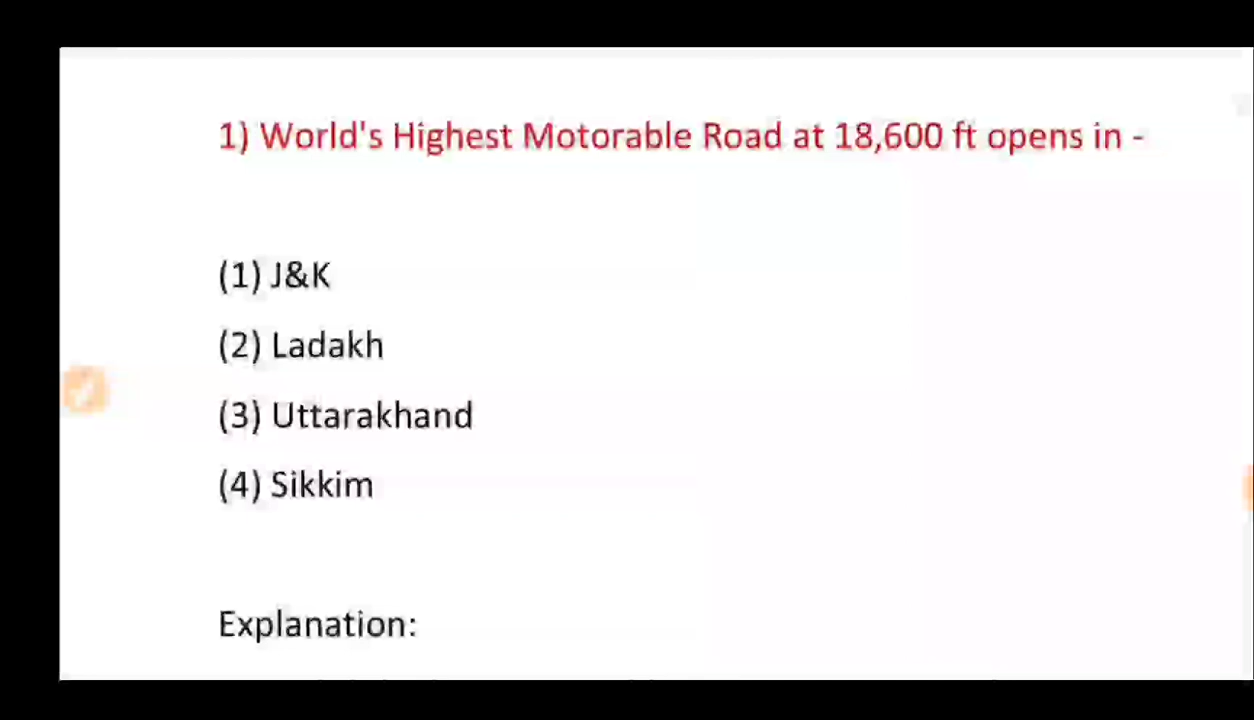 1) World's Highest Motorable Road at 18,600 ft opens in -
(1) J&K
(2) Ladakh
(3) Uttarakhand
(4) Sikkim
Explanation: